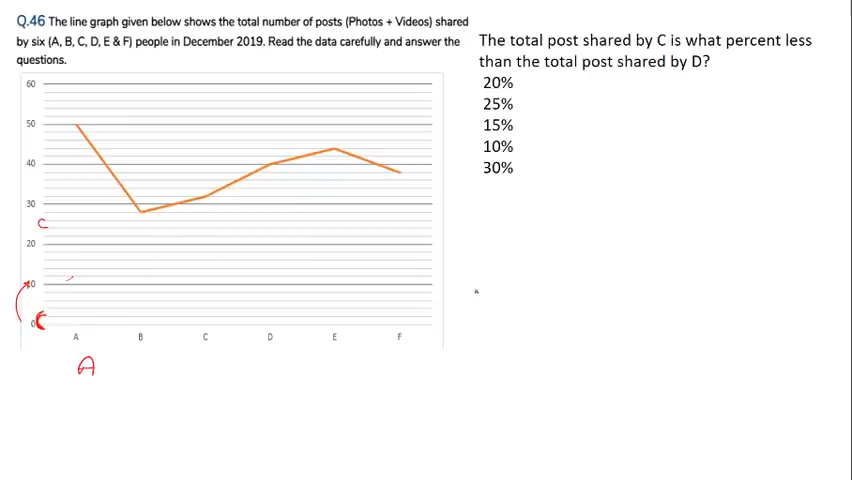 Q.46 The line graph given below shows the total number of posts (Photos + Videos) shared
by six (A, B, C, D, E & F) people in December 2019. Read the data carefully and answer the
questions.
The total post shared by C is what percent less
than the total post shared by D?
20%
25%
15%
10%
30%
60
50
40
30
C
20
10
0
A B C D E F
A